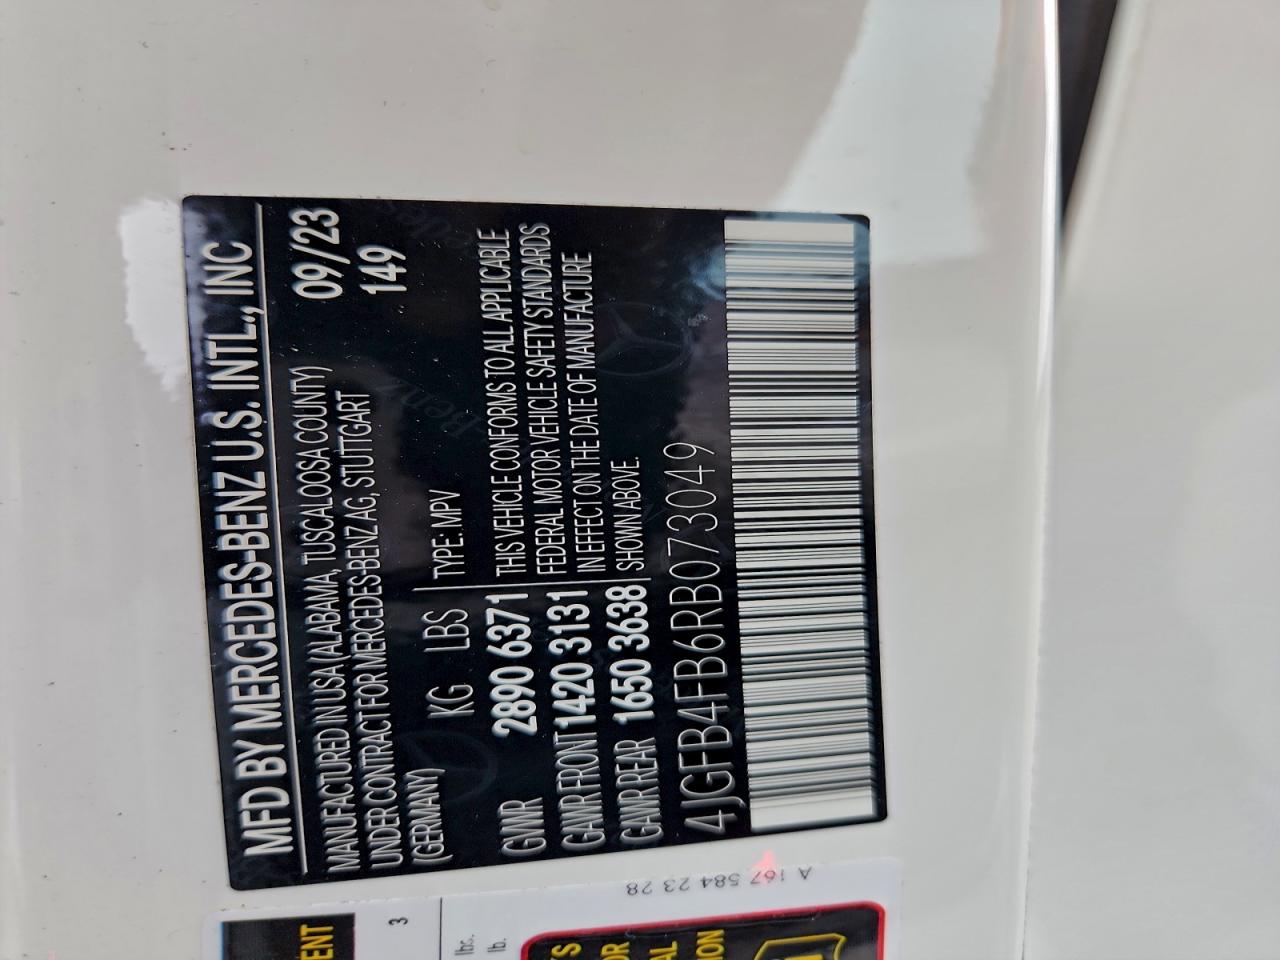 MFD BY MERCEDES-BENZ U.S. INTL., INC
MANUFACTURED IN USA (ALABAMA, TUSCALOOSA COUNTY) 09/23
UNDER CONTRACT FOR MERCEDES-BENZ AG, STUTTGART 149
(GERMANY)
KG LBS TYPE: MPV
GVWR 2890 6371 THIS VEHICLE CONFORMS TO ALL APPLICABLE
FEDERAL MOTOR VEHICLE SAFETY STANDARDS
GAWR FRONT 1420 3131 IN EFFECT ON THE DATE OF MANUFACTURE
GAWR REAR 1650 3638 SHOWN ABOVE.
4JGFB4FB6RB073049
A 167 584 23 28
3
lbs.
lb.